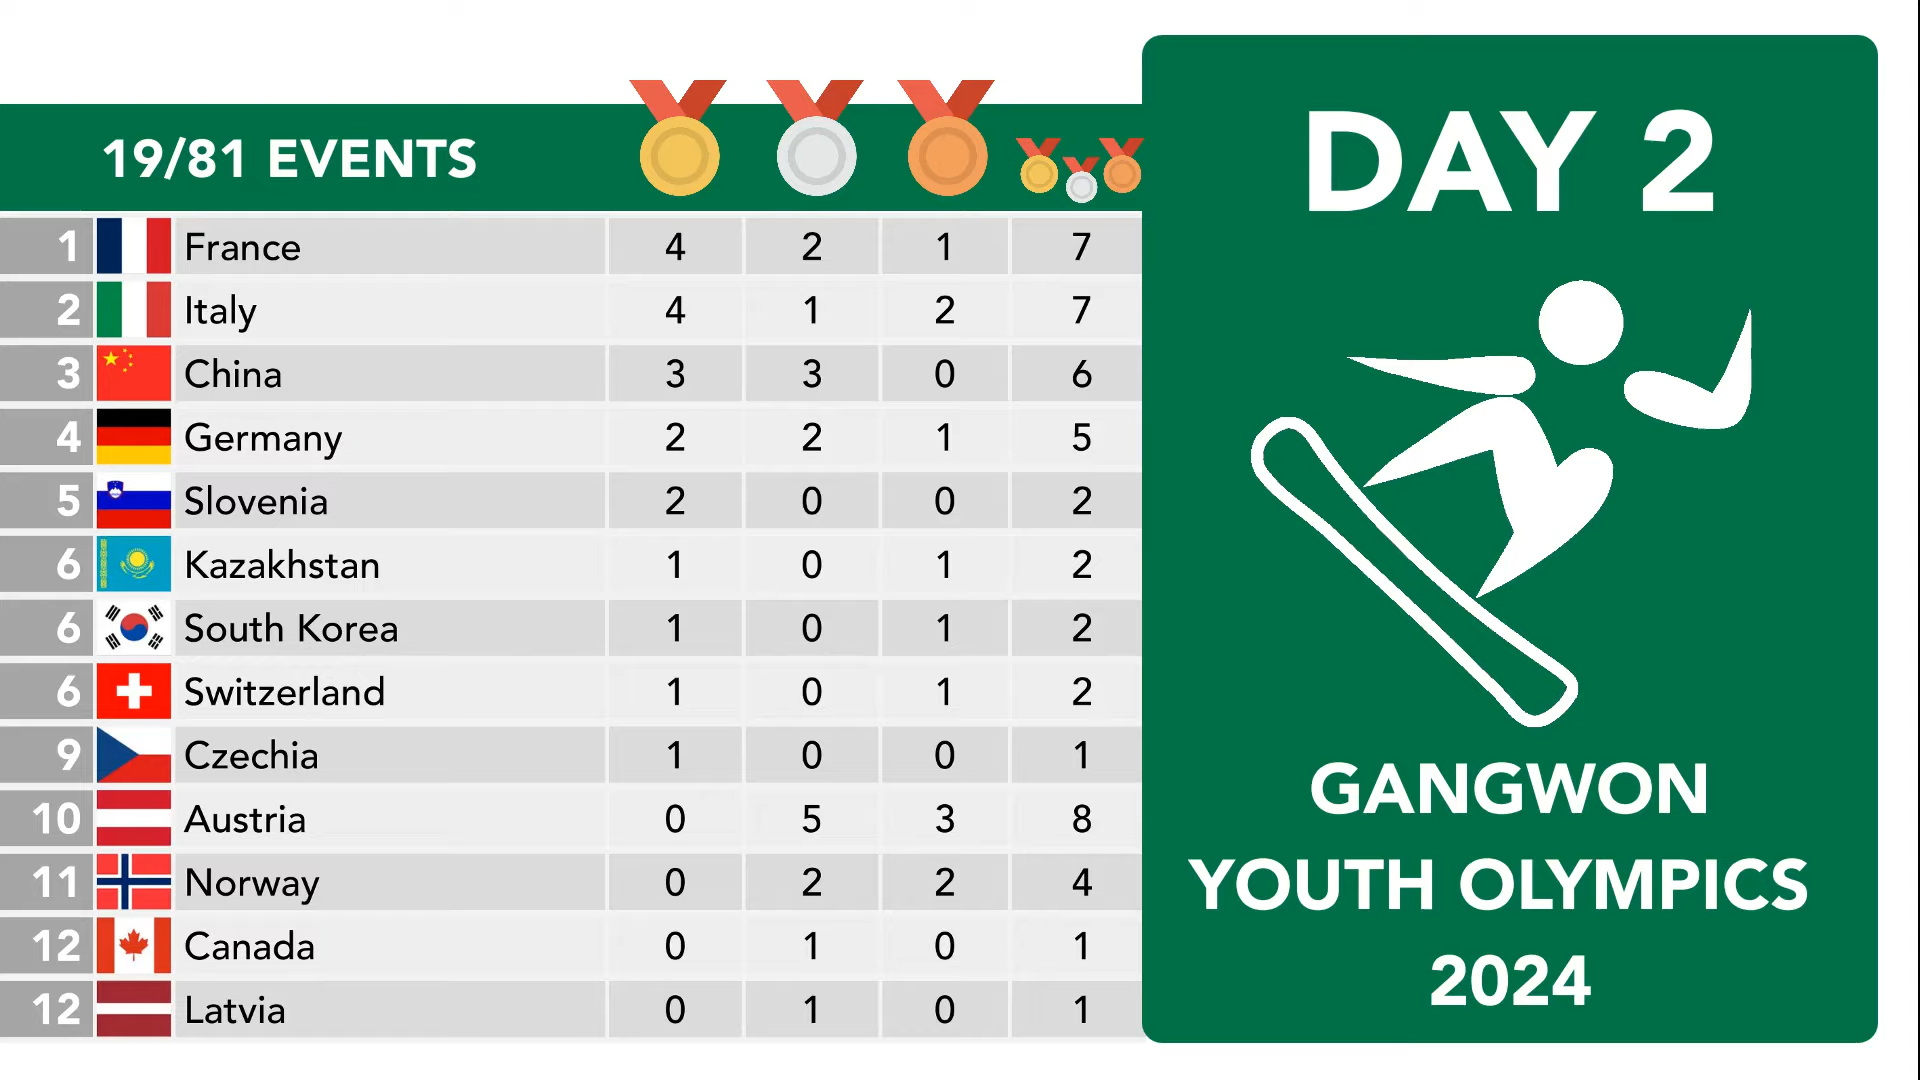 19/81 EVENTS
1 France 4 2 1 7
2 Italy 4 1 2 7
3 China 3 3 0 6
4 Germany 2 2 1 5
5 Slovenia 2 0 0 2
6 Kazakhstan 1 0 1 2
6 South Korea 1 0 1 2
6 Switzerland 1 0 1 2
9 Czechia 1 0 0 1
10 Austria 0 5 3 8
11 Norway 0 2 2 4
12 Canada 0 1 0 1
12 Latvia 0 1 0 1
DAY 2
GANGWON
YOUTH OLYMPICS
2024